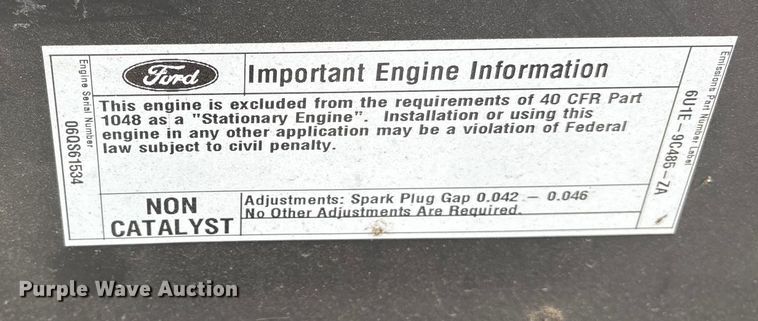 Engine Serial Number
06QS61534
Ford
Important Engine Information
This engine is excluded from the requirements of 40 CFR Part
1048 as a "Stationary Engine". Installation or using this
engine in any other application may be a violation of Federal
law subject to civil penalty.
NON
CATALYST
Adjustments: Spark Plug Gap 0.042 – 0.046
No Other Adjustments Are Required.
Emissions Part Number Label
6U1E-9C485-ZA
Purple Wave Auction